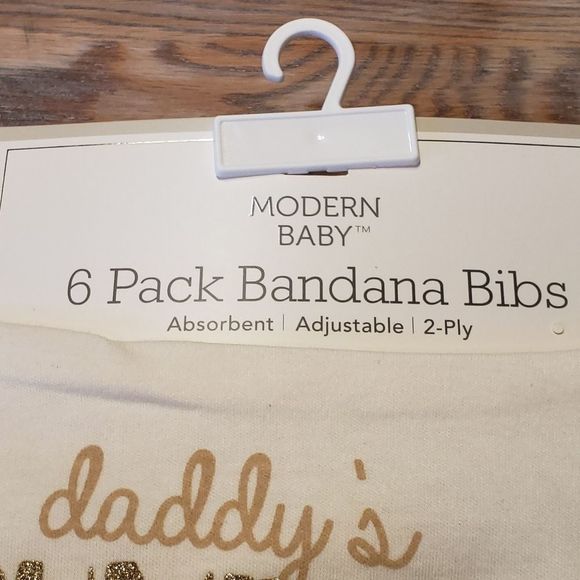 MODERN
BABY™
6 Pack Bandana Bibs
Absorbent | Adjustable | 2-Ply
daddy's